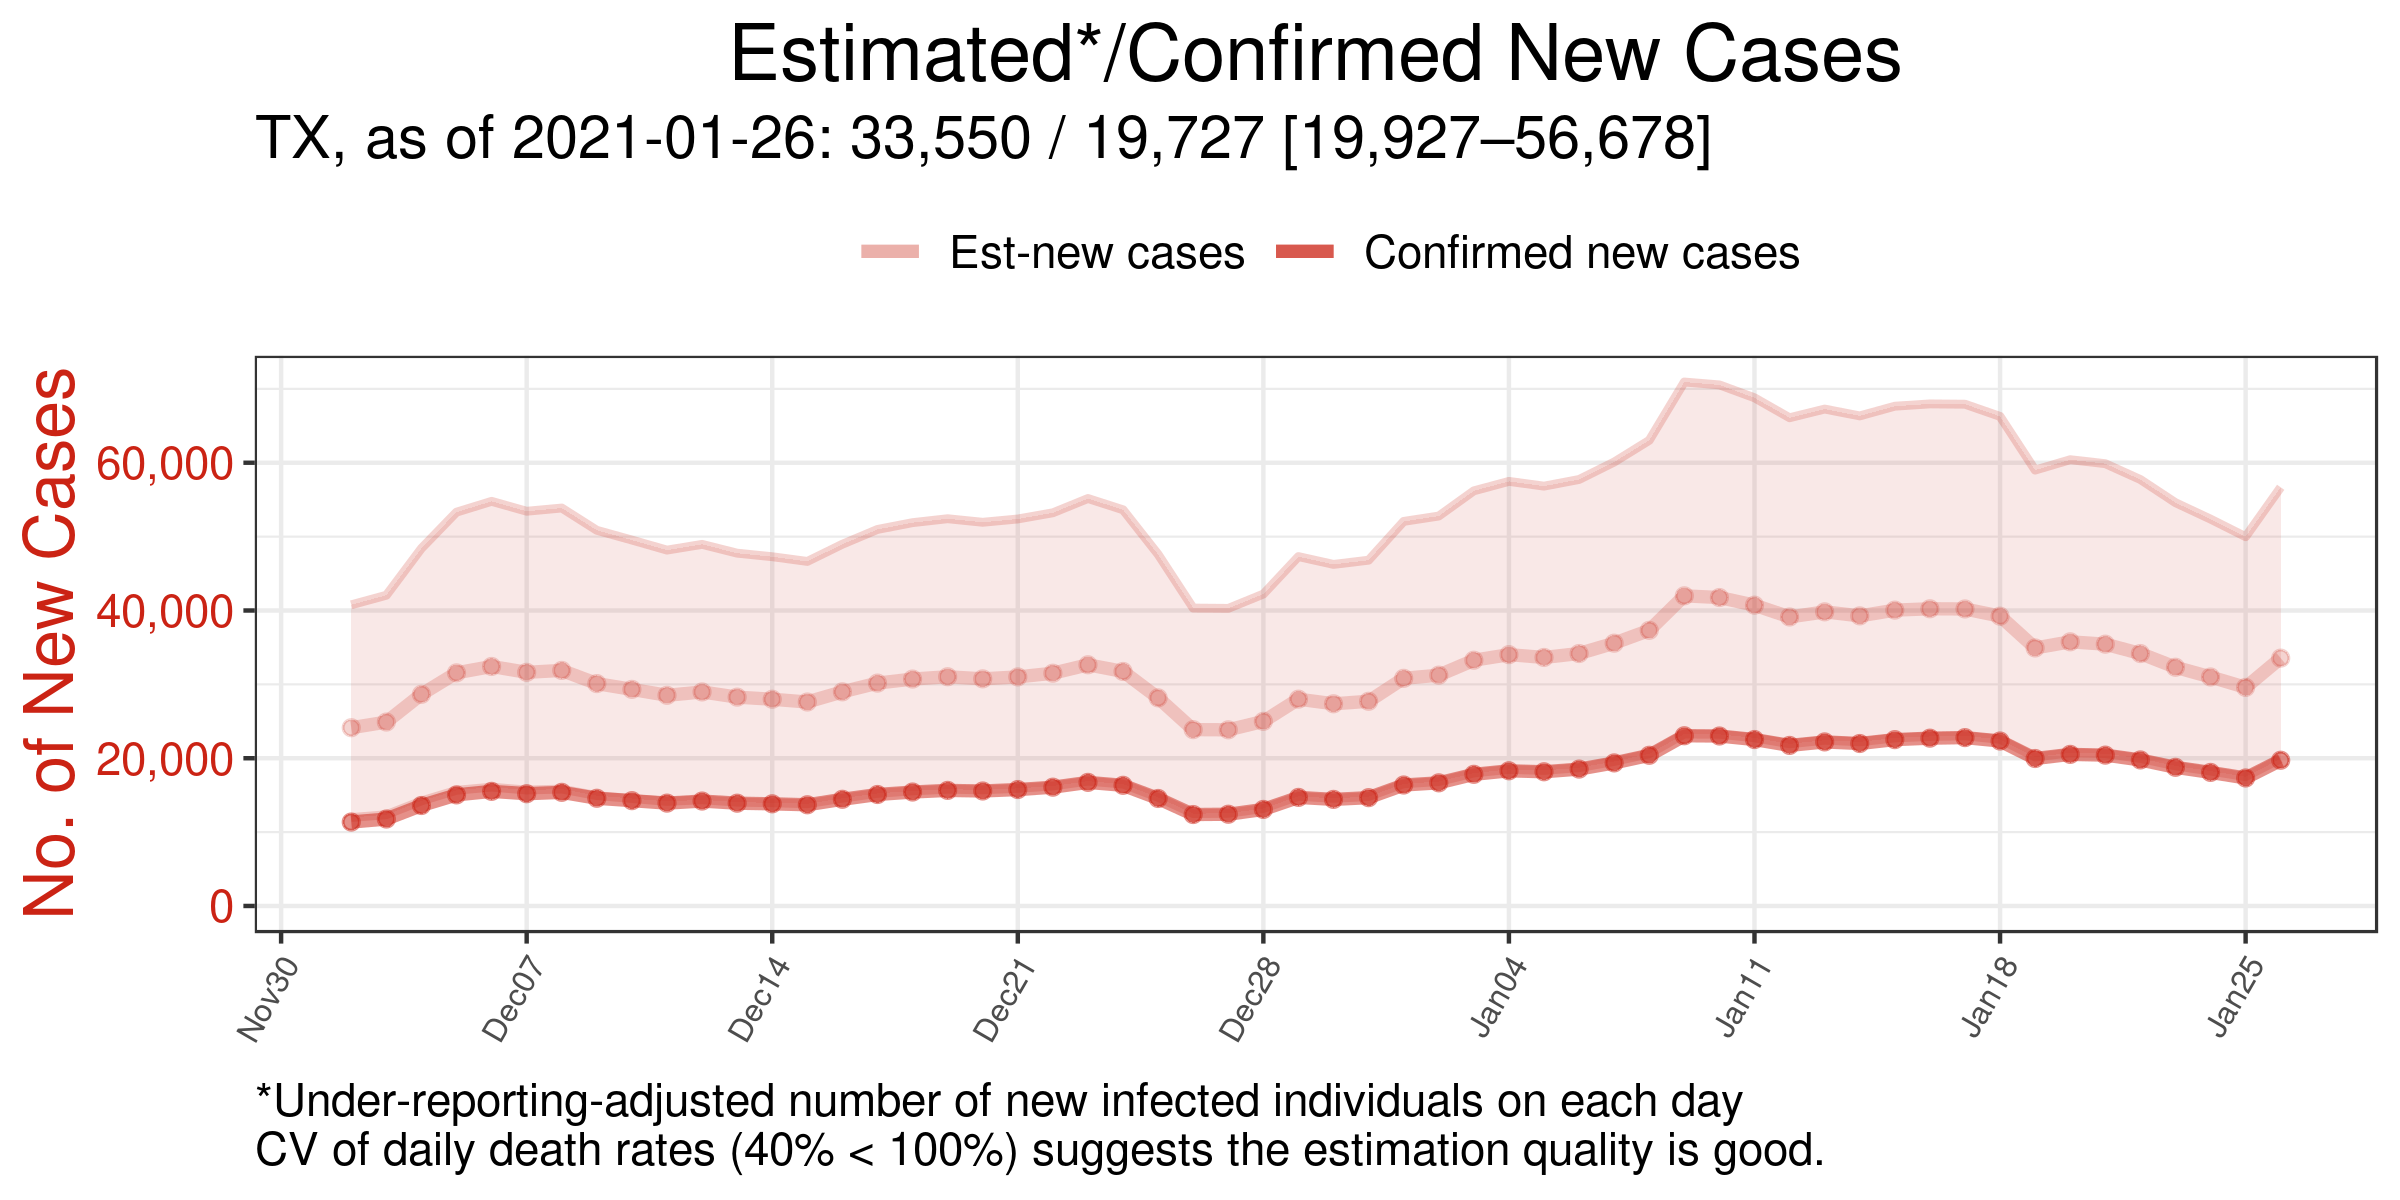 Estimated*/Confirmed New Cases
TX, as of 2021-01-26: 33,550 / 19,727 [19,927–56,678]
Est-new cases
Confirmed new cases
No. of New Cases
60,000
40,000
20,000
0
Nov30
Dec07
Dec14
Dec21
Dec28
Jan04
Jan11
Jan18
Jan25
*Under-reporting-adjusted number of new infected individuals on each day
CV of daily death rates (40% < 100%) suggests the estimation quality is good.